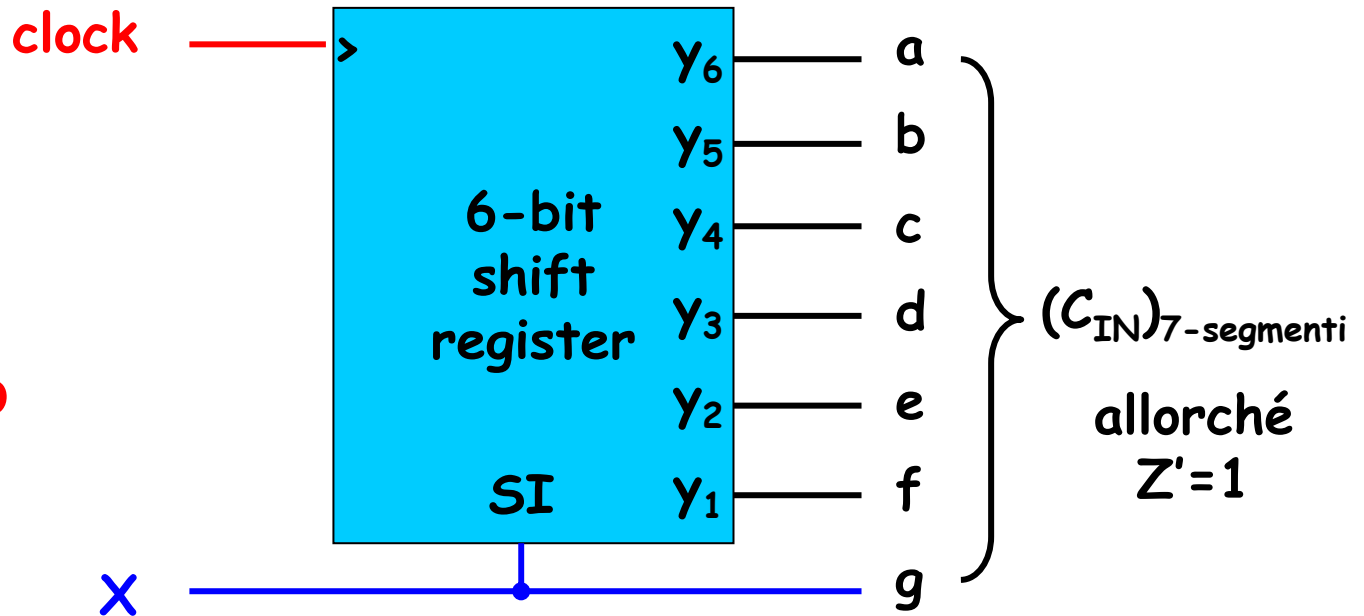 clock
>
y6
a
y5
b
6-bit
shift
register
y4
c
y3
d
(CIN)7-segmenti
allorché
Z'=1
y2
e
SI
y1
f
X
g